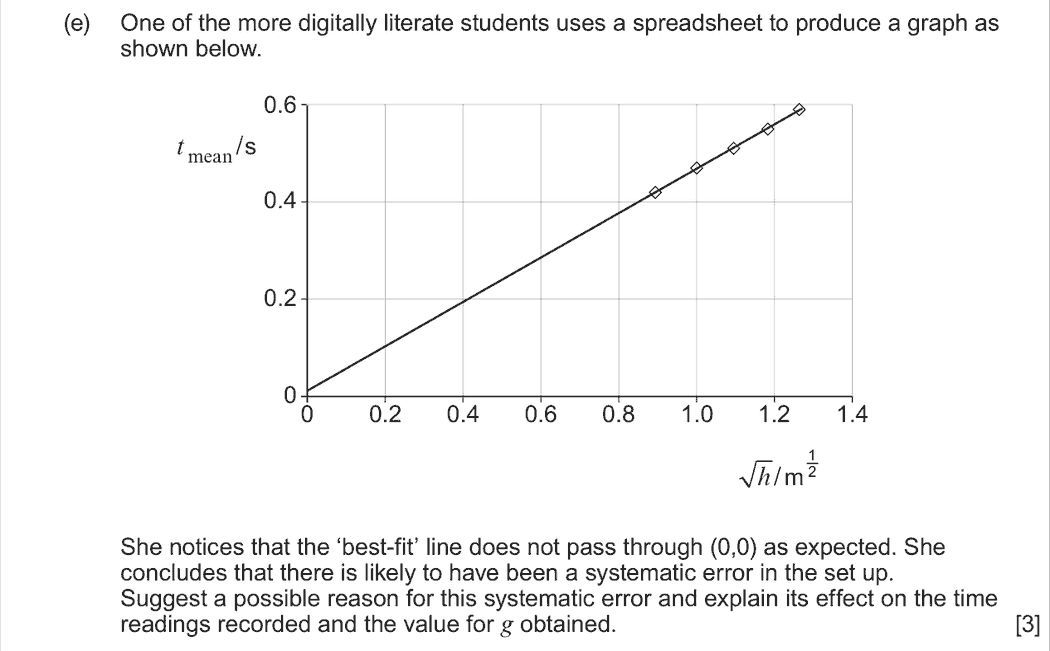 (e) One of the more digitally literate students uses a spreadsheet to produce a graph as
shown below.
0.6
t mean/s
0.4
0.2
0
0 0.2 0.4 0.6 0.8 1.0 1.2 1.4
√h/m^(1/2)
She notices that the ‘best-fit’ line does not pass through (0,0) as expected. She
concludes that there is likely to have been a systematic error in the set up.
Suggest a possible reason for this systematic error and explain its effect on the time
readings recorded and the value for g obtained. [3]